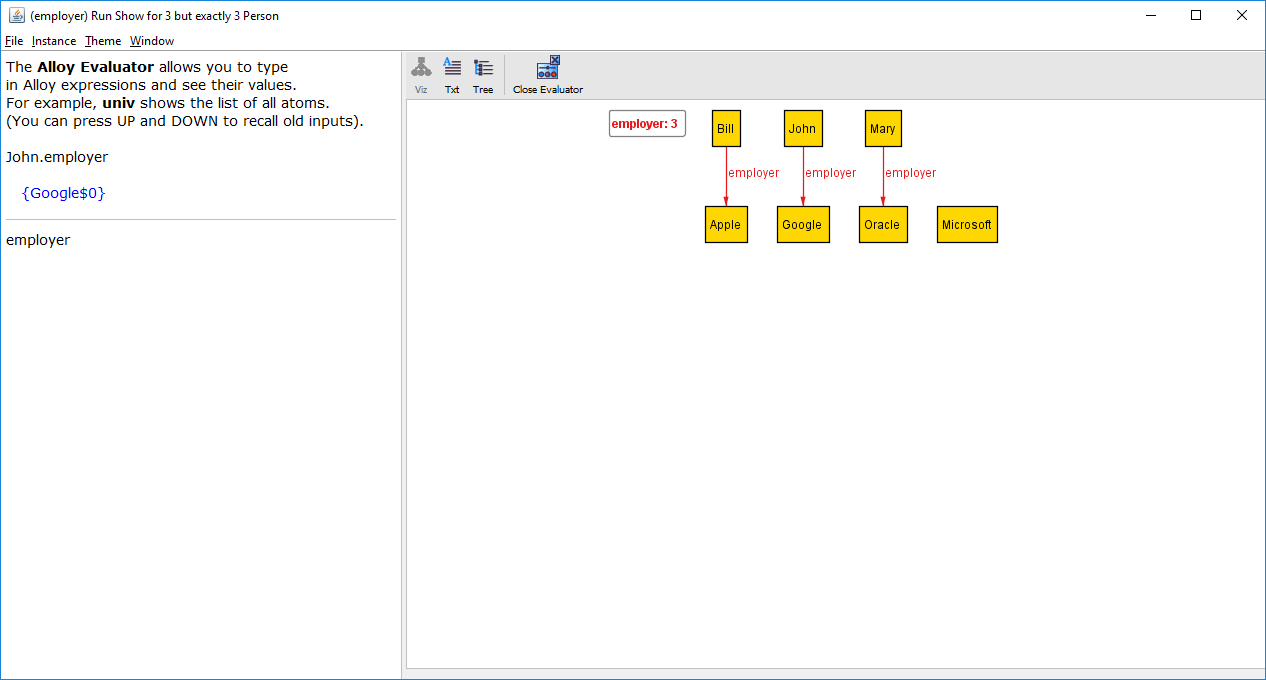 (employer) Run Show for 3 but exactly 3 Person
File Instance Theme Window
The Alloy Evaluator allows you to type
in Alloy expressions and see their values.
For example, univ shows the list of all atoms.
(You can press UP and DOWN to recall old inputs).
John.employer
{Google$0}
employer
Viz Txt Tree Close Evaluator
employer: 3 Bill John Mary
employer employer employer
Apple Google Oracle Microsoft